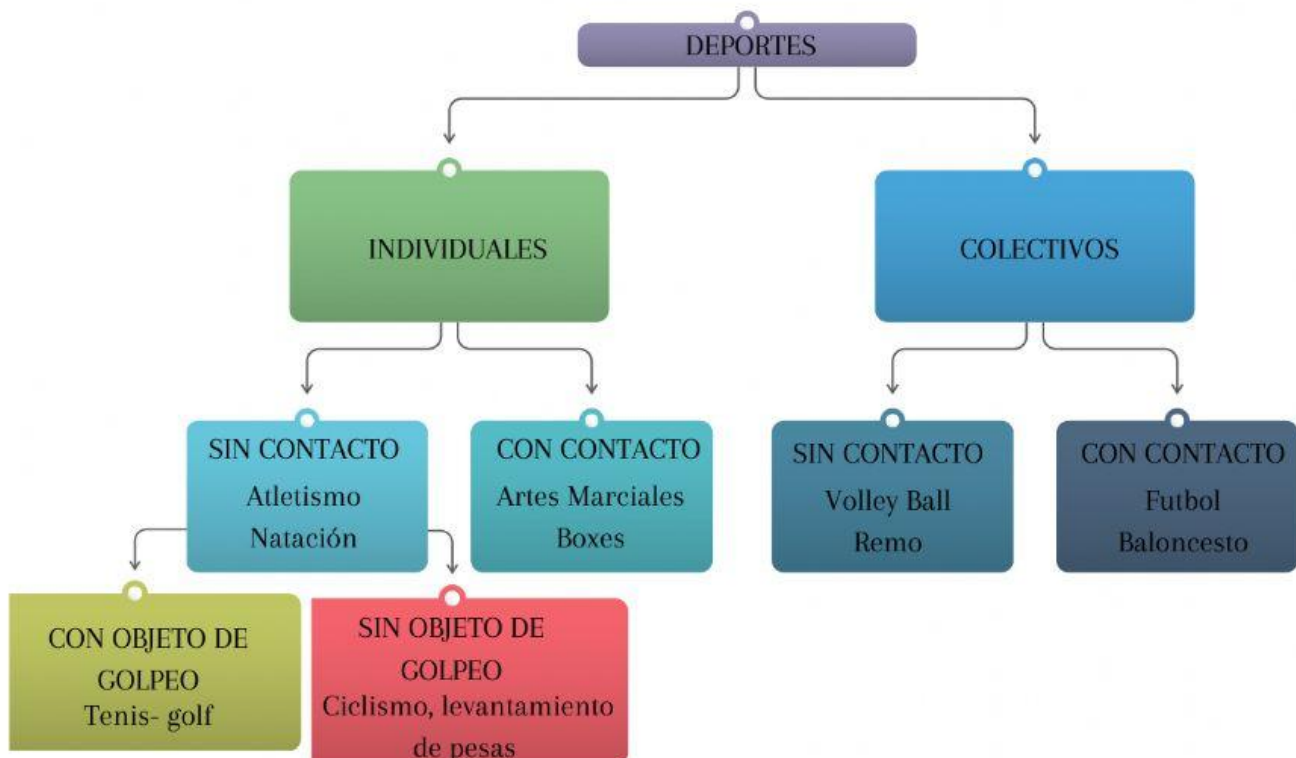 DEPORTES
INDIVIDUALES
COLECTIVOS
SIN CONTACTO
Atletismo
Natación
CON CONTACTO
Artes Marciales
Boxes
SIN CONTACTO
Volley Ball
Remo
CON CONTACTO
Futbol
Baloncesto
CON OBJETO DE
GOLPEO
Tenis- golf
SIN OBJETO DE
GOLPEO
Ciclismo, levantamiento
de pesas